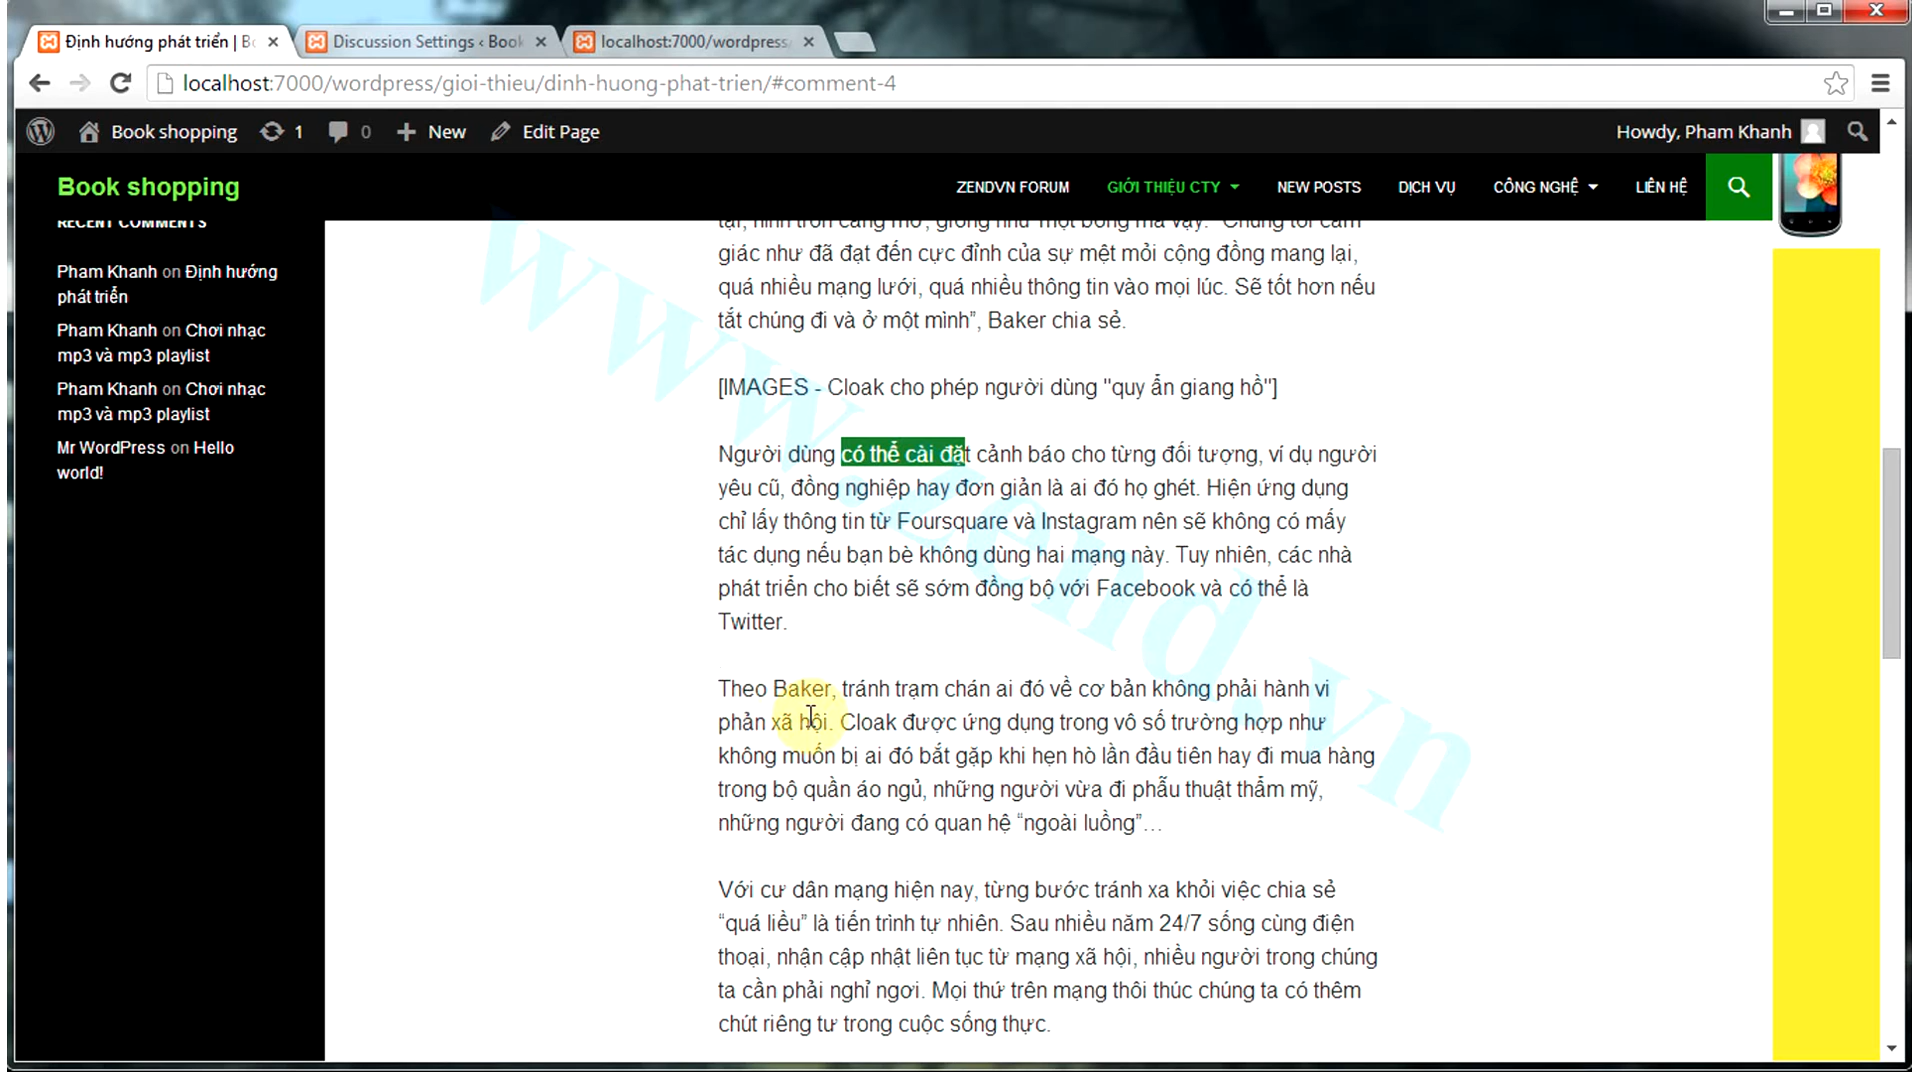 Định hướng phát triển | Bo
Discussion Settings ‹ Book
localhost:7000/wordpress
localhost:7000/wordpress/gioi-thieu/dinh-huong-phat-trien/#comment-4
Book shopping 1 0 New Edit Page Howdy, Pham Khanh
Book shopping
ZENDVN FORUM GIỚI THIỆU CTY NEW POSTS DỊCH VỤ CÔNG NGHỆ LIÊN HỆ
RECENT COMMENTS
Pham Khanh on Định hướng
phát triển
Pham Khanh on Chơi nhạc
mp3 và mp3 playlist
Pham Khanh on Chơi nhạc
mp3 và mp3 playlist
Mr WordPress on Hello
world!
giác như đã đạt đến cực đỉnh của sự mệt mỏi cộng đồng mang lại,
quá nhiều mạng lưới, quá nhiều thông tin vào mọi lúc. Sẽ tốt hơn nếu
tắt chúng đi và ở một mình”, Baker chia sẻ.
[IMAGES - Cloak cho phép người dùng "quy ẩn giang hồ"]
Người dùng có thể cài đặt cảnh báo cho từng đối tượng, ví dụ người
yêu cũ, đồng nghiệp hay đơn giản là ai đó họ ghét. Hiện ứng dụng
chỉ lấy thông tin từ Foursquare và Instagram nên sẽ không có mấy
tác dụng nếu bạn bè không dùng hai mạng này. Tuy nhiên, các nhà
phát triển cho biết sẽ sớm đồng bộ với Facebook và có thể là
Twitter.
Theo Baker, tránh trạm chán ai đó về cơ bản không phải hành vi
phản xã hội. Cloak được ứng dụng trong vô số trường hợp như
không muốn bị ai đó bắt gặp khi hẹn hò lần đầu tiên hay đi mua hàng
trong bộ quần áo ngủ, những người vừa đi phẫu thuật thẩm mỹ,
những người đang có quan hệ “ngoài luồng”…
Với cư dân mạng hiện nay, từng bước tránh xa khỏi việc chia sẻ
“quá liều” là tiến trình tự nhiên. Sau nhiều năm 24/7 sống cùng điện
thoại, nhận cập nhật liên tục từ mạng xã hội, nhiều người trong chúng
ta cần phải nghỉ ngơi. Mọi thứ trên mạng thôi thúc chúng ta có thêm
chút riêng tư trong cuộc sống thực.
www.zend.vn